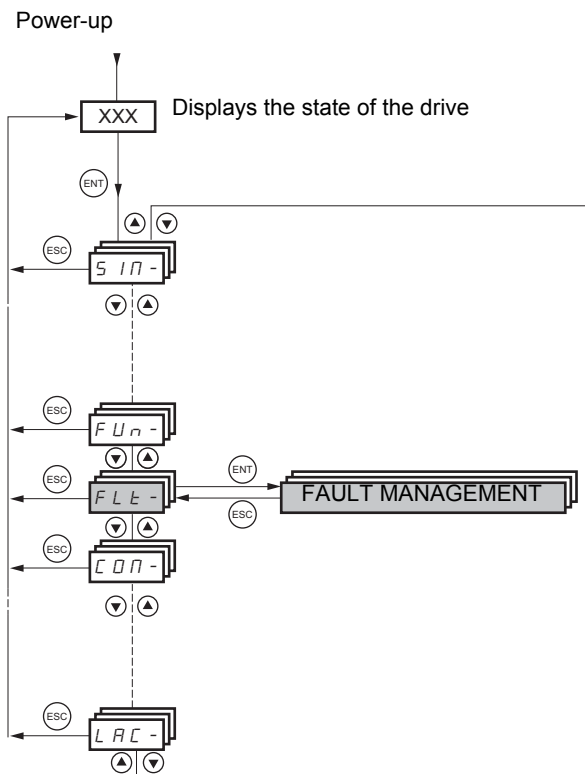 Power-up
XXX
Displays the state of the drive
ENT
ESC
SIM-
ESC
FUn-
ESC
ENT
FLt-
FAULT MANAGEMENT
ESC
ESC
COM-
ESC
LAC-